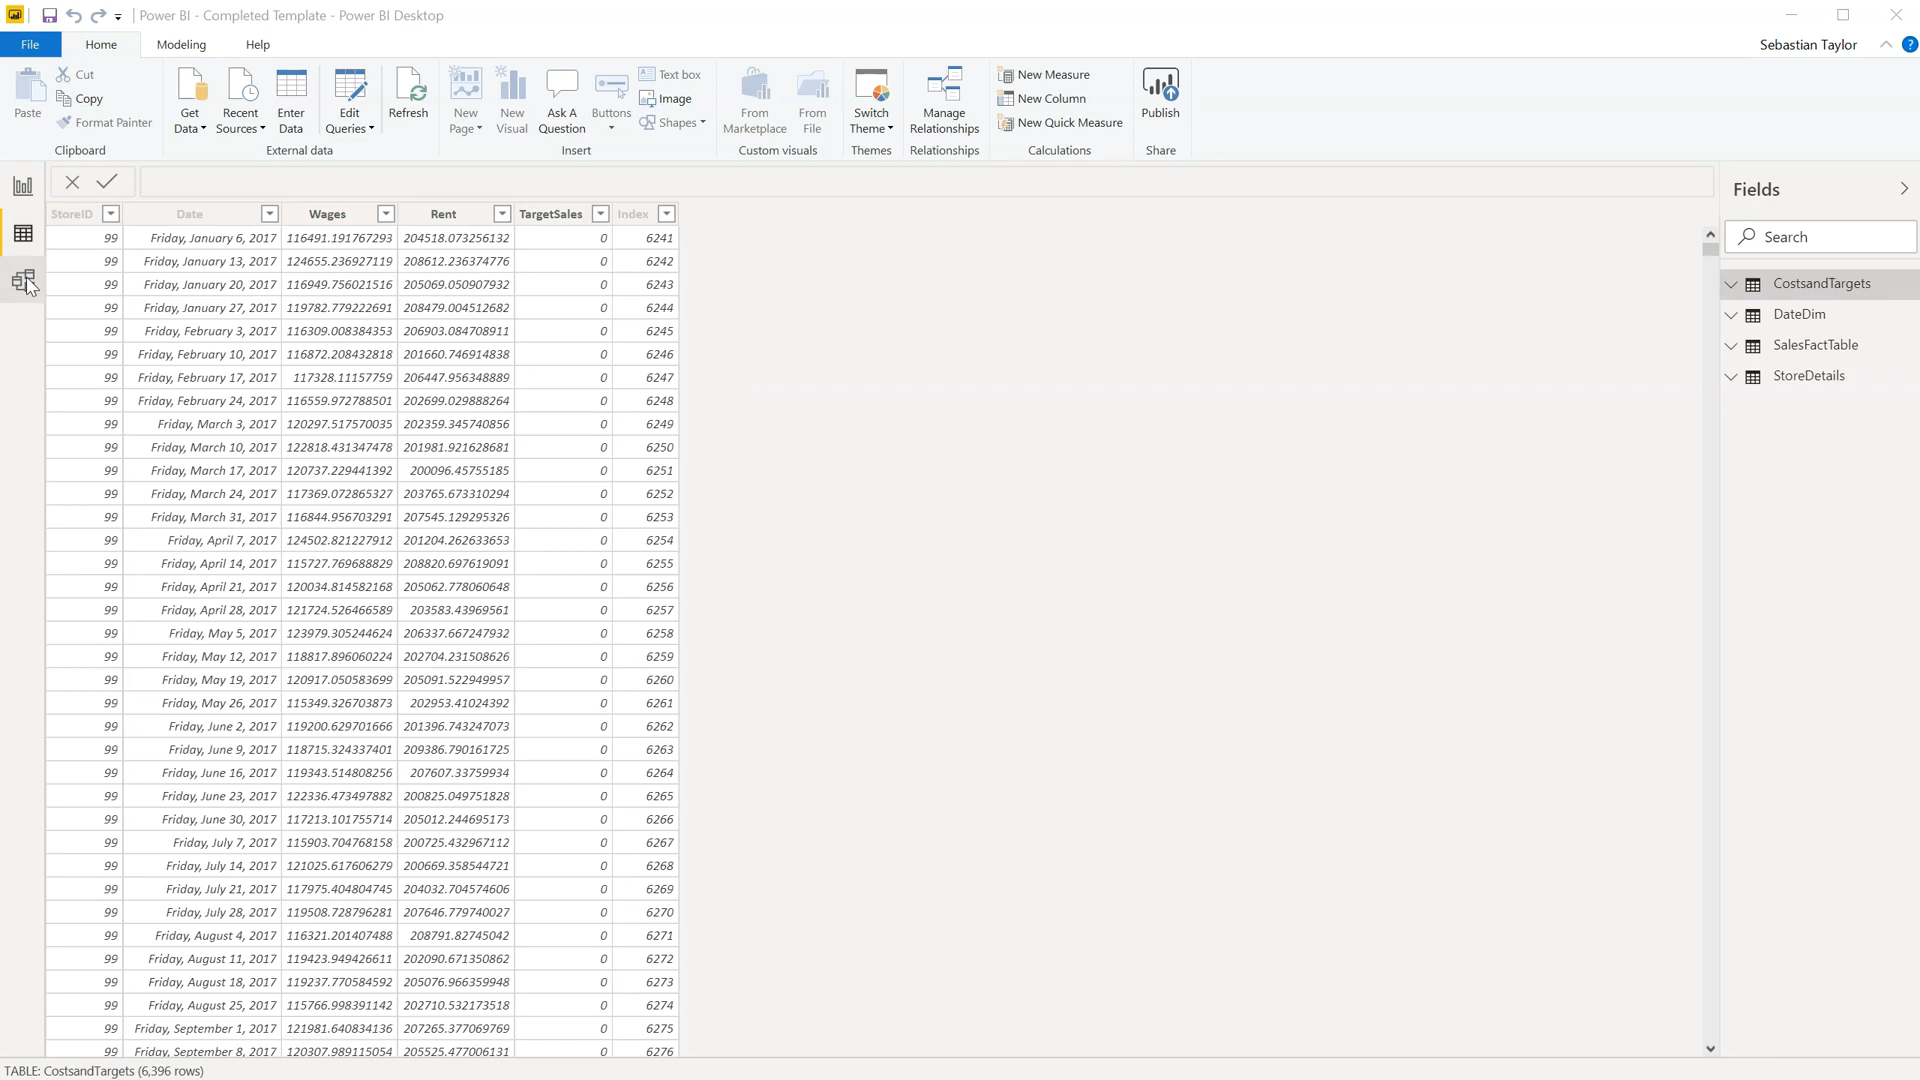 Power BI - Completed Template - Power BI Desktop
File Home Modeling Help Sebastian Taylor ?
Paste
Cut
Copy
Format Painter
Clipboard
Get Data
Recent Sources
Enter Data
Edit Queries
Refresh
External data
New Page
New Visual
Ask A Question
Buttons
Text box
Image
Shapes
Insert
From Marketplace
From File
Custom visuals
Switch Theme
Themes
Manage Relationships
Relationships
New Measure
New Column
New Quick Measure
Calculations
Publish
Share
StoreID Date Wages Rent TargetSales Index
99 Friday, January 6, 2017 116491.191767293 204518.073256132 0 6241
99 Friday, January 13, 2017 124655.236927119 208612.236374776 0 6242
99 Friday, January 20, 2017 116949.756021516 205069.050907932 0 6243
99 Friday, January 27, 2017 119782.779222691 208479.004512682 0 6244
99 Friday, February 3, 2017 116309.008384353 206903.084708911 0 6245
99 Friday, February 10, 2017 116872.208432818 201660.746914838 0 6246
99 Friday, February 17, 2017 117328.11157759 206447.956348889 0 6247
99 Friday, February 24, 2017 116559.972788501 202699.029888264 0 6248
99 Friday, March 3, 2017 120297.517570035 202359.345740856 0 6249
99 Friday, March 10, 2017 122818.431347478 201981.921628681 0 6250
99 Friday, March 17, 2017 120737.229441392 200096.45755185 0 6251
99 Friday, March 24, 2017 117369.072865327 203765.673310294 0 6252
99 Friday, March 31, 2017 116844.956703291 207545.129295326 0 6253
99 Friday, April 7, 2017 124502.821227912 201204.262633653 0 6254
99 Friday, April 14, 2017 115727.769688829 208820.697619091 0 6255
99 Friday, April 21, 2017 120034.814582168 205062.778060648 0 6256
99 Friday, April 28, 2017 121724.526466589 203583.43969561 0 6257
99 Friday, May 5, 2017 123979.305244624 206337.667247932 0 6258
99 Friday, May 12, 2017 118817.896060224 202704.231508626 0 6259
99 Friday, May 19, 2017 120917.050583699 205091.522949957 0 6260
99 Friday, May 26, 2017 115349.326703873 202953.41024392 0 6261
99 Friday, June 2, 2017 119200.629701666 201396.743247073 0 6262
99 Friday, June 9, 2017 118715.324337401 209386.790161725 0 6263
99 Friday, June 16, 2017 119343.514808256 207607.33759934 0 6264
99 Friday, June 23, 2017 122336.473497882 200825.049751828 0 6265
99 Friday, June 30, 2017 117213.101755714 205012.244695173 0 6266
99 Friday, July 7, 2017 115903.704768158 200725.432967112 0 6267
99 Friday, July 14, 2017 121025.617606279 200669.358544721 0 6268
99 Friday, July 21, 2017 117975.404804745 204032.704574606 0 6269
99 Friday, July 28, 2017 119508.728796281 207646.779740027 0 6270
99 Friday, August 4, 2017 116321.201407488 208791.82745042 0 6271
99 Friday, August 11, 2017 119423.949426611 202090.671350862 0 6272
99 Friday, August 18, 2017 119237.770584592 205076.966359948 0 6273
99 Friday, August 25, 2017 115766.998391142 202710.532173518 0 6274
99 Friday, September 1, 2017 121981.640834136 207265.377069769 0 6275
99 Friday, September 8, 2017 120307.989115054 205525.477006131 0 6276
Fields
Search
CostsandTargets
DateDim
SalesFactTable
StoreDetails
TABLE: CostsandTargets (6,396 rows)